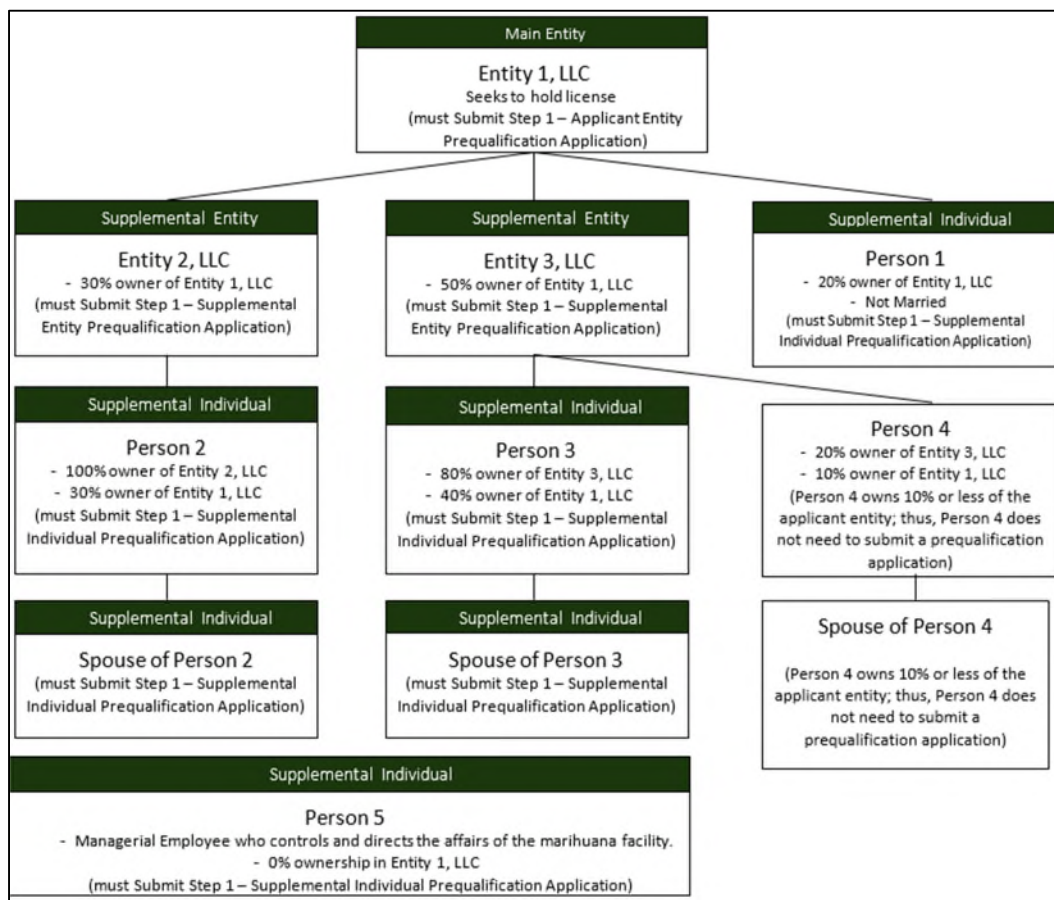 Main Entity
Entity 1, LLC
Seeks to hold license
(must Submit Step 1 – Applicant Entity
Prequalification Application)
Supplemental Entity
Entity 2, LLC
- 30% owner of Entity 1, LLC
(must Submit Step 1 – Supplemental
Entity Prequalification Application)
Supplemental Entity
Entity 3, LLC
- 50% owner of Entity 1, LLC
(must Submit Step 1 – Supplemental
Entity Prequalification Application)
Supplemental Individual
Person 1
- 20% owner of Entity 1, LLC
- Not Married
(must Submit Step 1 – Supplemental
Individual Prequalification Application)
Supplemental Individual
Person 2
- 100% owner of Entity 2, LLC
- 30% owner of Entity 1, LLC
(must Submit Step 1 – Supplemental
Individual Prequalification Application)
Supplemental Individual
Person 3
- 80% owner of Entity 3, LLC
- 40% owner of Entity 1, LLC
(must Submit Step 1 – Supplemental
Individual Prequalification Application)
Person 4
- 20% owner of Entity 3, LLC
- 10% owner of Entity 1, LLC
(Person 4 owns 10% or less of the
applicant entity; thus, Person 4 does
not need to submit a prequalification
application)
Supplemental Individual
Spouse of Person 2
(must Submit Step 1 – Supplemental
Individual Prequalification Application)
Supplemental Individual
Spouse of Person 3
(must Submit Step 1 – Supplemental
Individual Prequalification Application)
Spouse of Person 4
(Person 4 owns 10% or less of the
applicant entity; thus, Person 4 does
not need to submit a
prequalification application)
Supplemental Individual
Person 5
- Managerial Employee who controls and directs the affairs of the marihuana facility.
- 0% ownership in Entity 1, LLC
(must Submit Step 1 – Supplemental Individual Prequalification Application)